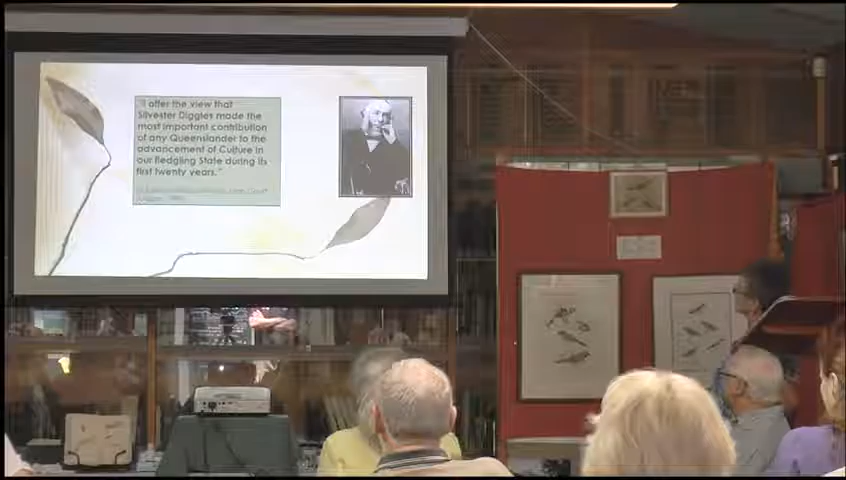 "I offer the view that
Silvester Diggles made the
most important contribution
of any Queenslander to the
advancement of Culture in
our fledgling State during its
first twenty years."